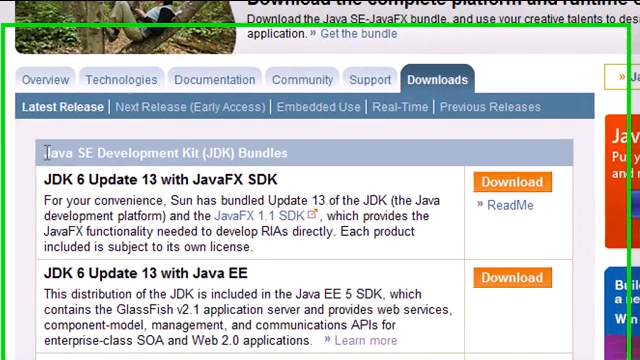 Download the complete platform and runtime
Download the Java SE-JavaFX bundle, and use your creative talents to des
application. » Get the bundle
Overview Technologies Documentation Community Support Downloads
Latest Release Next Release (Early Access) Embedded Use Real-Time Previous Releases
Java SE Development Kit (JDK) Bundles
JDK 6 Update 13 with JavaFX SDK
Download
For your convenience, Sun has bundled Update 13 of the JDK (the Java
development platform) and the JavaFX 1.1 SDK, which provides the
JavaFX functionality needed to develop RIAs directly. Each product
included is subject to its own license.
» ReadMe
JDK 6 Update 13 with Java EE
Download
This distribution of the JDK is included in the Java EE 5 SDK, which
contains the GlassFish v2.1 application server and provides web services,
component-model, management, and communications APIs for
enterprise-class SOA and Web 2.0 applications. » Learn more
» Ja
Java
Put y
and r
Built
Win